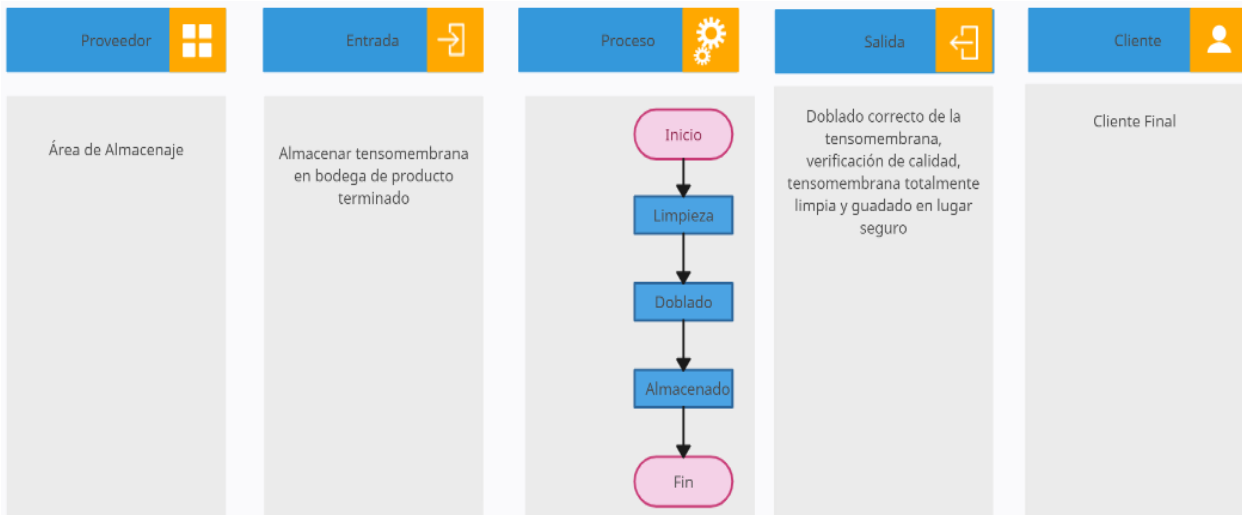 Proveedor
Entrada
Proceso
Salida
Cliente
Área de Almacenaje
Almacenar tensomembrana
en bodega de producto
terminado
Inicio
Limpieza
Doblado
Almacenado
Fin
Doblado correcto de la
tensomembrana,
verificación de calidad,
tensomembrana totalmente
limpia y guadado en lugar
seguro
Cliente Final